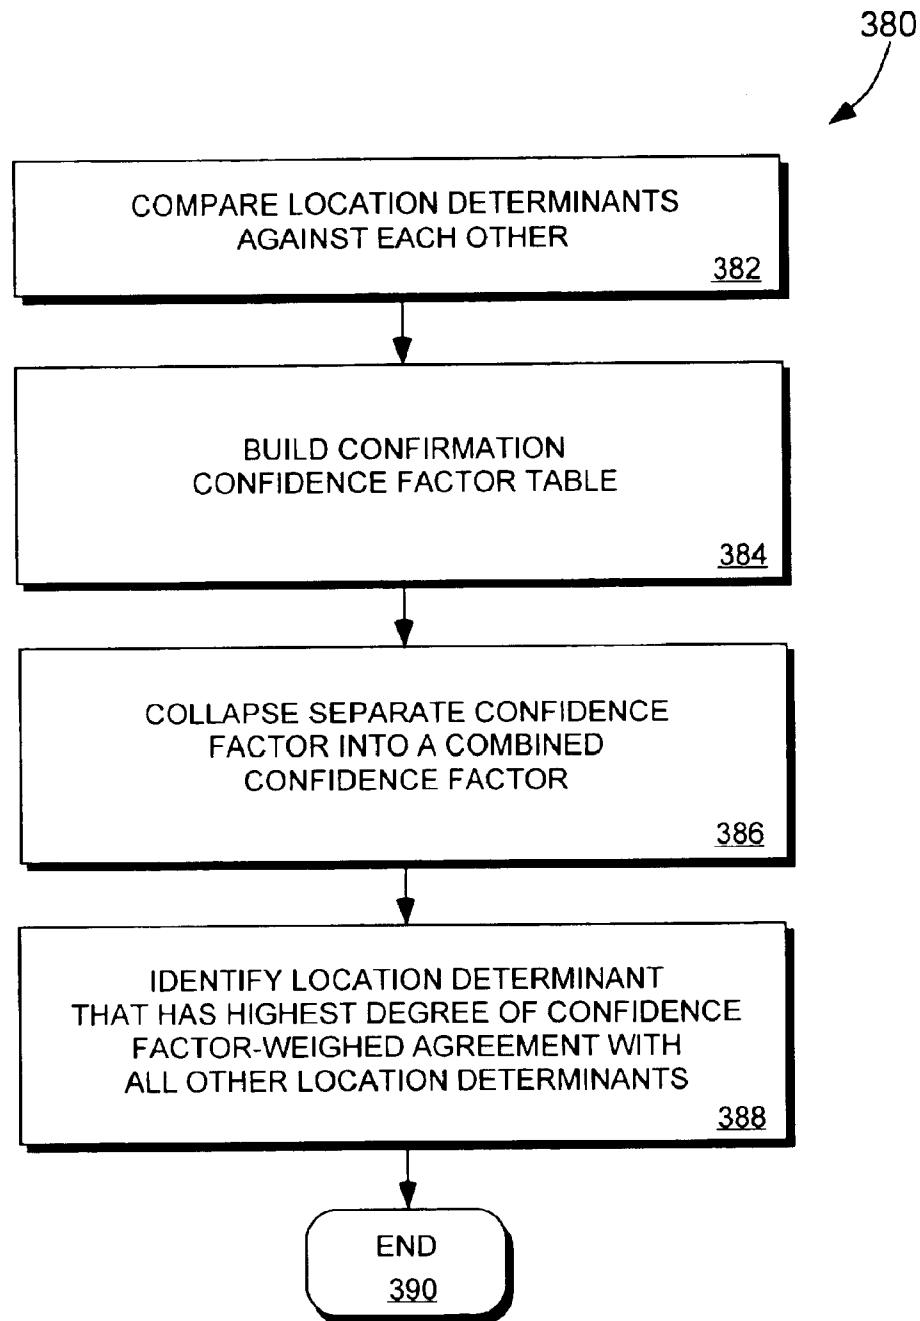 380
COMPARE LOCATION DETERMINANTS
AGAINST EACH OTHER
382
BUILD CONFIRMATION
CONFIDENCE FACTOR TABLE
384
COLLAPSE SEPARATE CONFIDENCE
FACTOR INTO A COMBINED
CONFIDENCE FACTOR
386
IDENTIFY LOCATION DETERMINANT
THAT HAS HIGHEST DEGREE OF CONFIDENCE
FACTOR-WEIGHED AGREEMENT WITH
ALL OTHER LOCATION DETERMINANTS
388
END
390